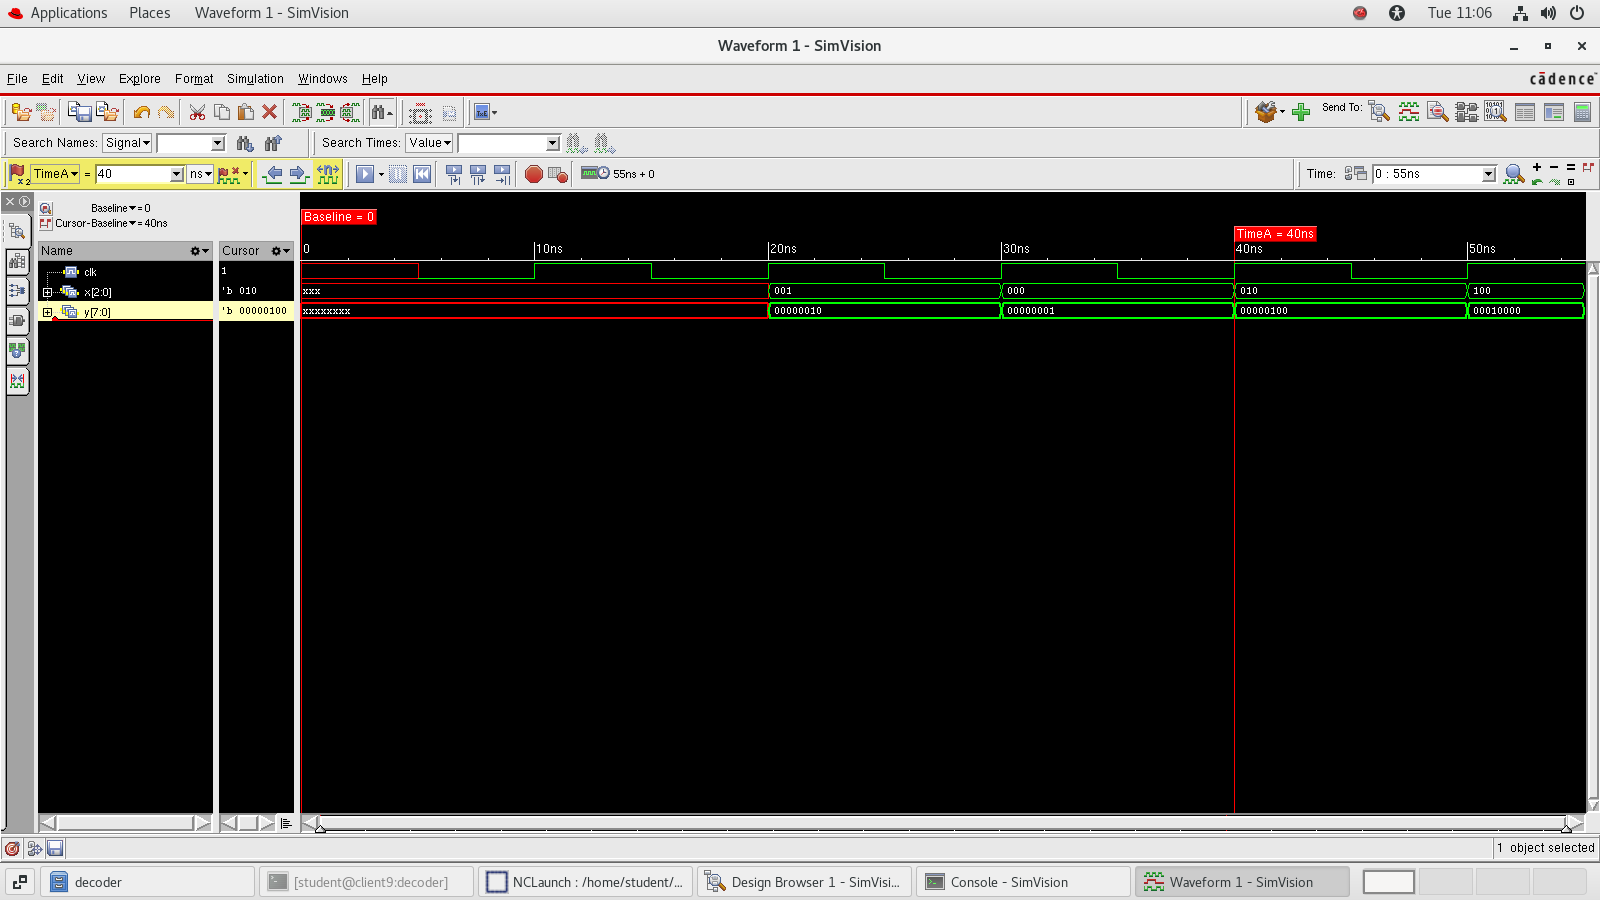 Applications Places Waveform 1 - SimVision Tue 11:06
Waveform 1 - SimVision
File Edit View Explore Format Simulation Windows Help cādence
Send To:
Search Names: Signal Search Times: Value
x2 TimeA = 40 ns 55ns + 0 Time: 0 : 55ns
Baseline = 0
Cursor-Baseline = 40ns
Baseline = 0
TimeA = 40ns
Name Cursor 0 10ns 20ns 30ns 40ns 50ns
clk 1
x[2:0] 'b 010 xxx 001 000 010 100
y[7:0] 'b 00000100 xxxxxxxx 00000010 00000001 00000100 00010000
1 object selected
decoder [student@client9:decoder] NCLaunch : /home/student/... Design Browser 1 - SimVisi... Console - SimVision Waveform 1 - SimVision